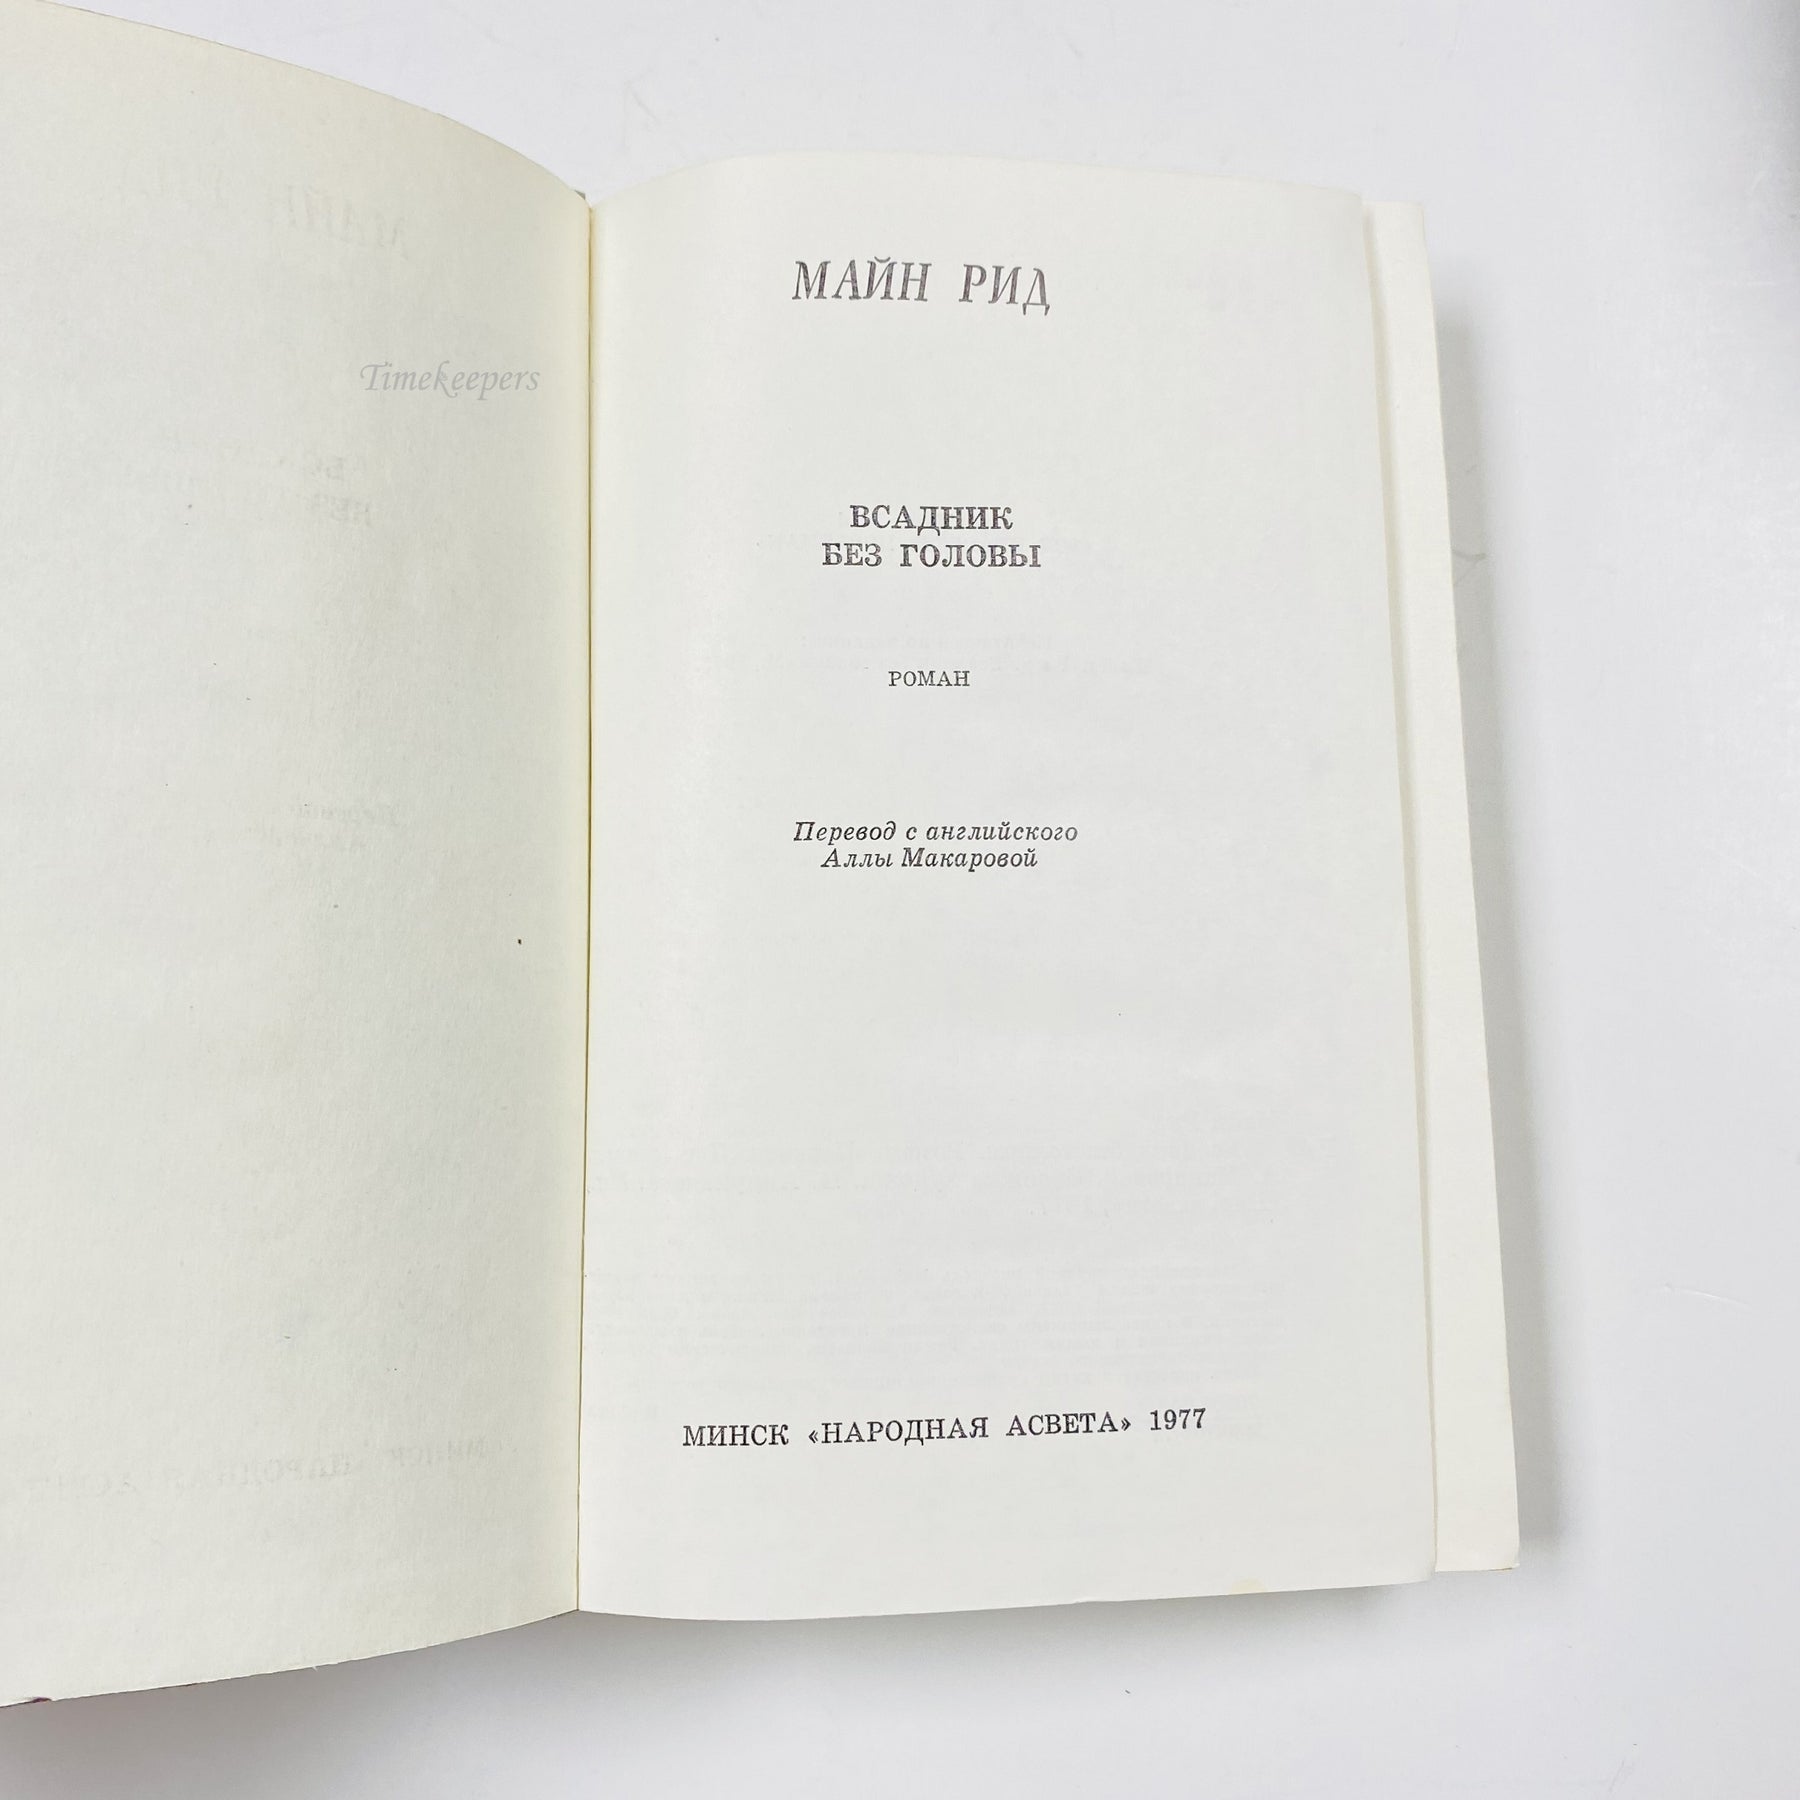 Timekeepers
МАЙН РИД
ВСАДНИК
БЕЗ ГОЛОВЫ
РОМАН
Перевод с английского
Аллы Макаровой
МИНСК «НАРОДНАЯ АСВЕТА» 1977